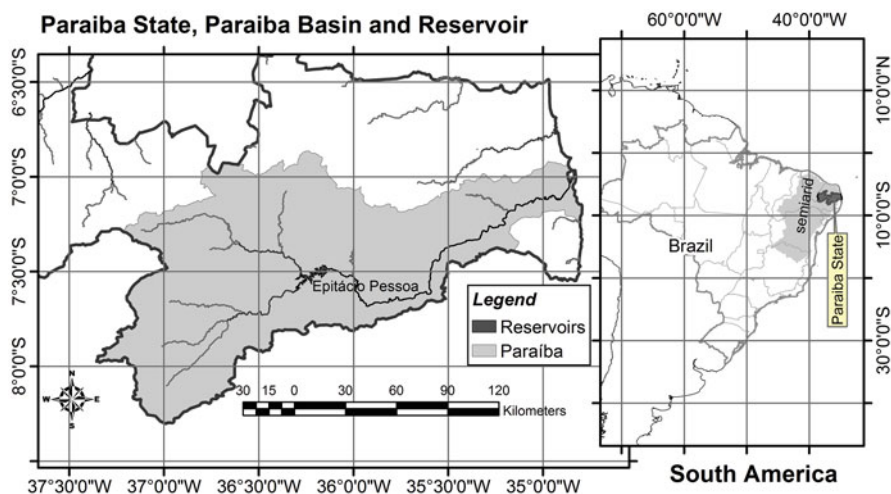 Paraiba State, Paraiba Basin and Reservoir
60°0'0"W 40°0'0"W
6°30'0"S
7°0'0"S
7°30'0"S
8°0'0"S
Epitácio Pessoa
Legend
Reservoirs
Paraíba
N
W E
S
30 15 0 30 60 90 120
Kilometers
37°30'0"W 37°0'0"W 36°30'0"W 36°0'0"W 35°30'0"W 35°0'0"W
10°0'0"N
10°0'0"S
30°0'0"S
semiarid
Brazil
Paraiba State
South America